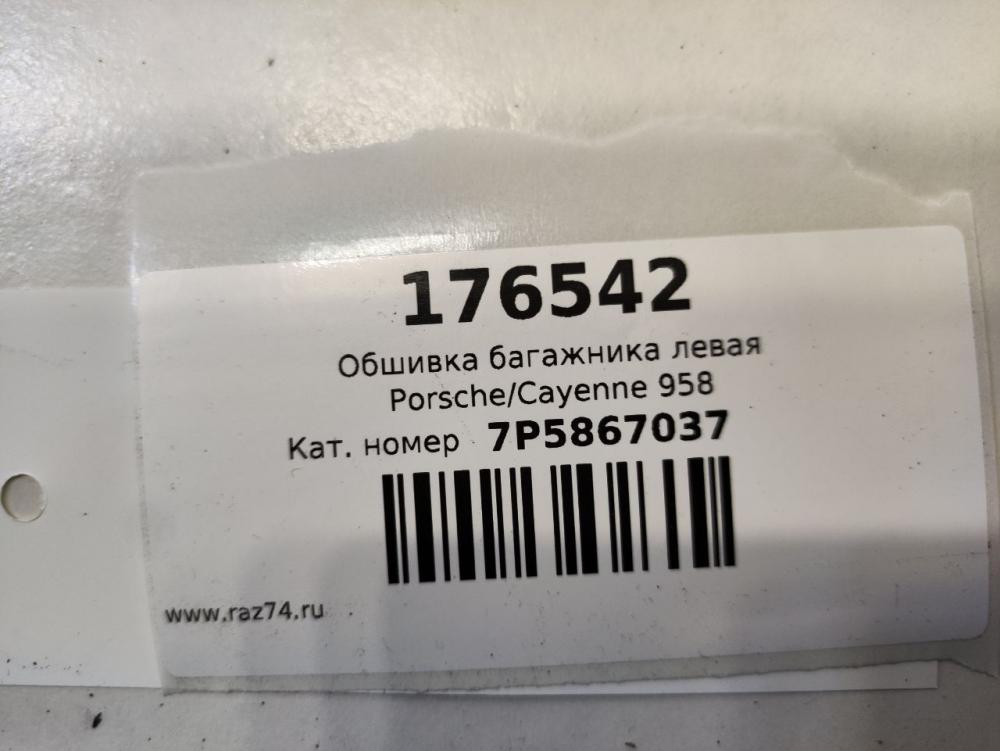 176542
Обшивка багажника левая
Porsche/Cayenne 958
Кат. номер 7P5867037
www.raz74.ru